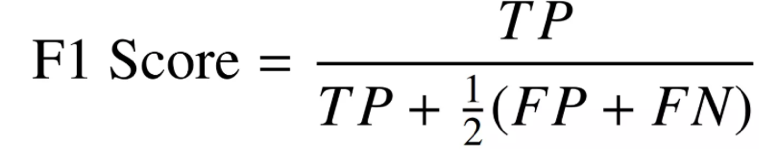 F1 Score = TP / (TP + 1/2(FP + FN))